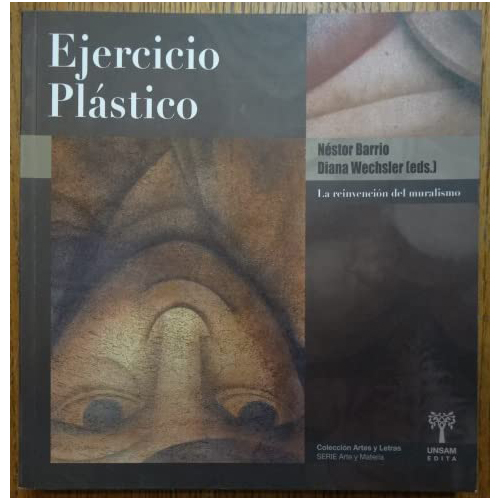 Ejercicio
Plástico
Néstor Barrio
Diana Wechsler (eds.)
La reinvención del muralismo
Colección Artes y Letras
SERIE Arte y Materia
UNSAM
EDITA